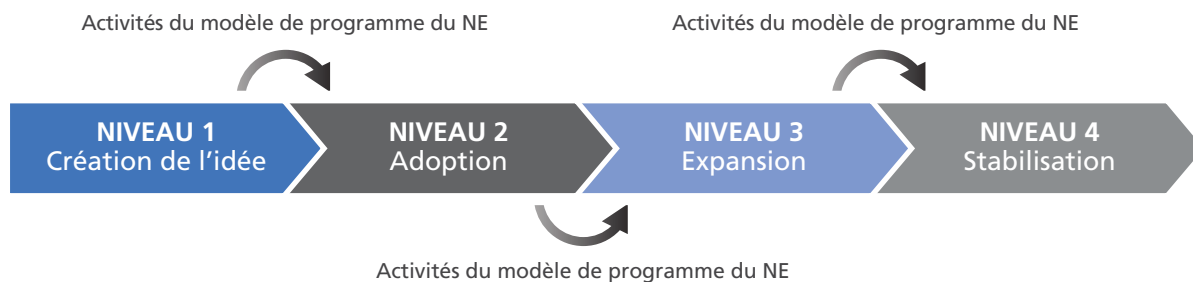 Activités du modèle de programme du NE
Activités du modèle de programme du NE
NIVEAU 1
Création de l’idée
NIVEAU 2
Adoption
NIVEAU 3
Expansion
NIVEAU 4
Stabilisation
Activités du modèle de programme du NE